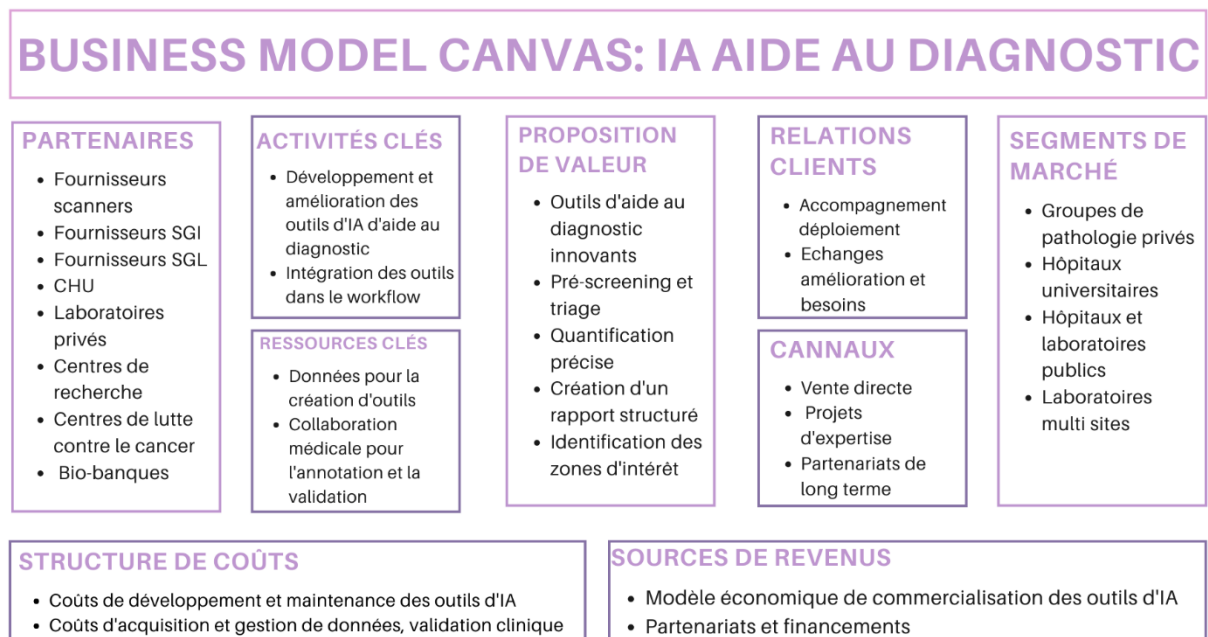 BUSINESS MODEL CANVAS: IA AIDE AU DIAGNOSTIC
PARTENAIRES
• Fournisseurs
scanners
• Fournisseurs SGI
• Fournisseurs SGL
• CHU
• Laboratoires
privés
• Centres de
recherche
• Centres de lutte
contre le cancer
• Bio-banques
ACTIVITÉS CLÉS
• Développement et
amélioration des
outils d'IA d'aide au
diagnostic
• Intégration des outils
dans le workflow
RESSOURCES CLÉS
• Données pour la
création d'outils
• Collaboration
médicale pour
l'annotation et la
validation
PROPOSITION
DE VALEUR
• Outils d'aide au
diagnostic
innovants
• Pré-screening et
triage
• Quantification
précise
• Création d'un
rapport structuré
• Identification des
zones d'intérêt
RELATIONS
CLIENTS
• Accompagnement
déploiement
• Echanges
amélioration et
besoins
CANNAUX
• Vente directe
• Projets
d'expertise
• Partenariats de
long terme
SEGMENTS DE
MARCHÉ
• Groupes de
pathologie privés
• Hôpitaux
universitaires
• Hôpitaux et
laboratoires
publics
• Laboratoires
multi sites
STRUCTURE DE COÛTS
• Coûts de développement et maintenance des outils d'IA
• Coûts d'acquisition et gestion de données, validation clinique
SOURCES DE REVENUS
• Modèle économique de commercialisation des outils d'IA
• Partenariats et financements